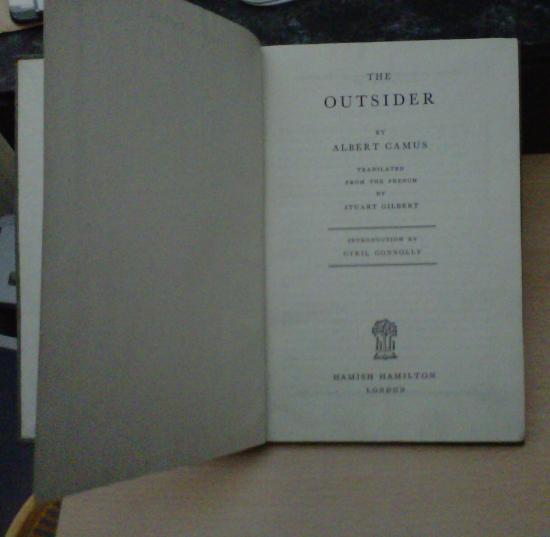 THE
OUTSIDER
BY
ALBERT CAMUS
TRANSLATED
FROM THE FRENCH
BY
STUART GILBERT
INTRODUCTION BY
CYRIL CONNOLLY
HAMISH HAMILTON
LONDON